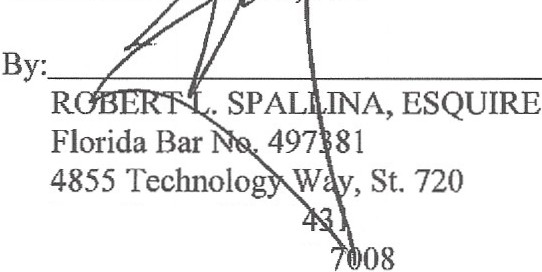 By:
ROBERT L. SPALLINA, ESQUIRE
Florida Bar No. 497381
4855 Technology Way, St. 720
431
7008